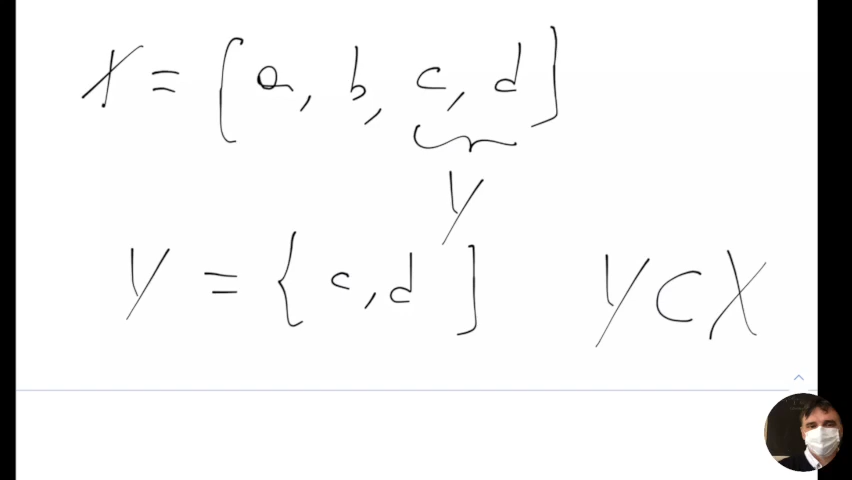 X = {a, b, c, d}
Y
Y = {c, d} Y ⊂ X